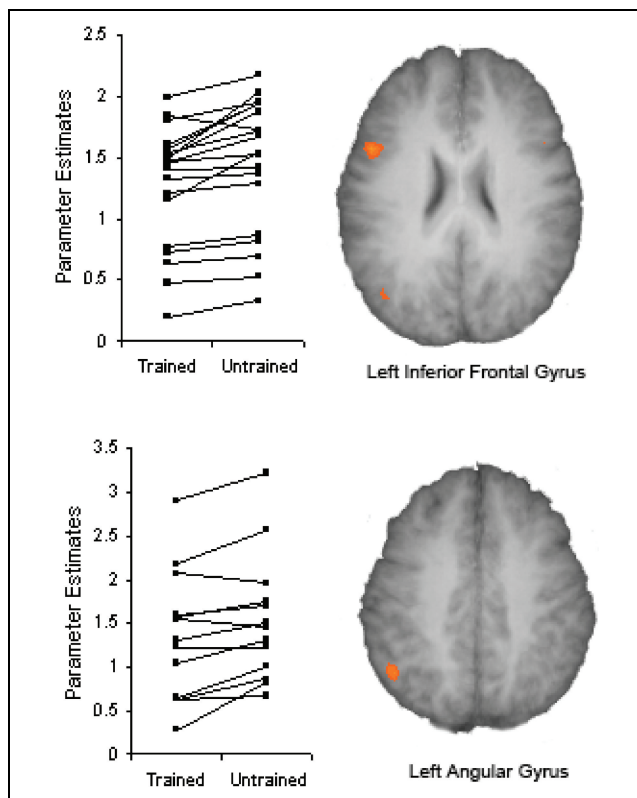 2.5
2
1.5
1
0.5
0
Parameter Estimates
Trained Untrained
Left Inferior Frontal Gyrus
3.5
3
2.5
2
1.5
1
0.5
0
Parameter Estimates
Trained Untrained
Left Angular Gyrus